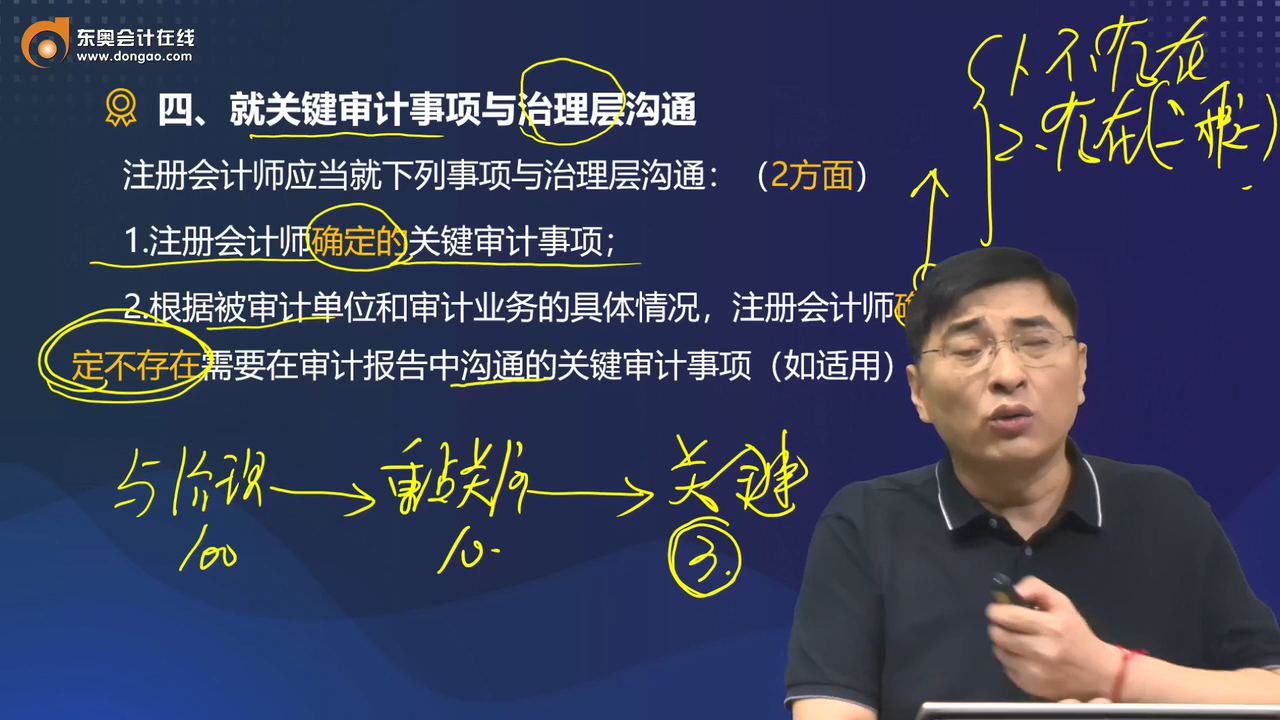 东奥会计在线
www.dongao.com
四、就关键审计事项与治理层沟通
注册会计师应当就下列事项与治理层沟通：（2方面）
1.注册会计师确定的关键审计事项；
2.根据被审计单位和审计业务的具体情况，注册会计师确
定不存在需要在审计报告中沟通的关键审计事项（如适用）
1.不存在
2.存在(
重点关注
关键
100
10.
3.